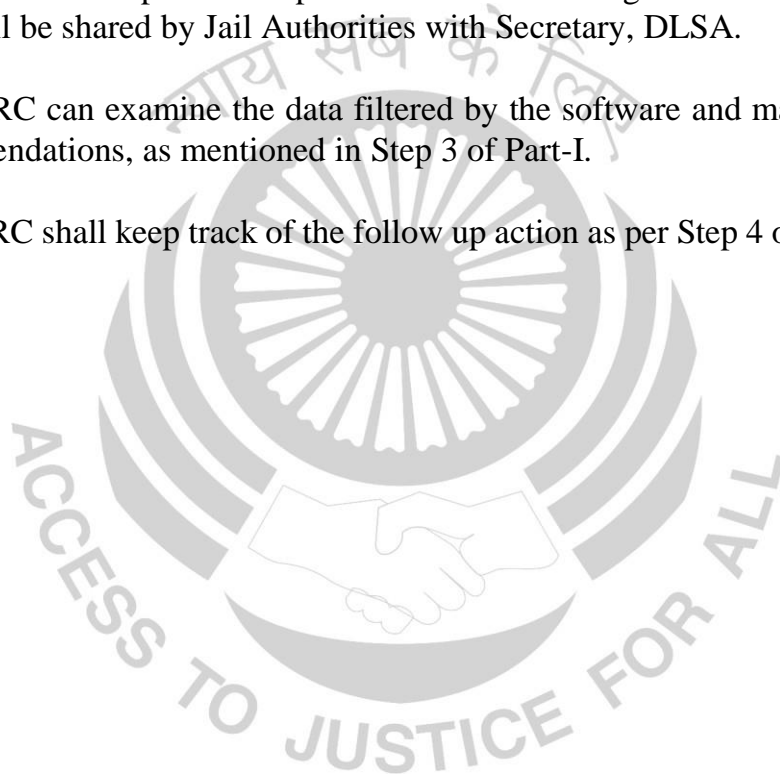 ll be shared by Jail Authorities with Secretary, DLSA.
न्याय सब के लिए
RC can examine the data filtered by the software and ma
endations, as mentioned in Step 3 of Part-I.
RC shall keep track of the follow up action as per Step 4 o
ACCESS TO JUSTICE FOR ALL